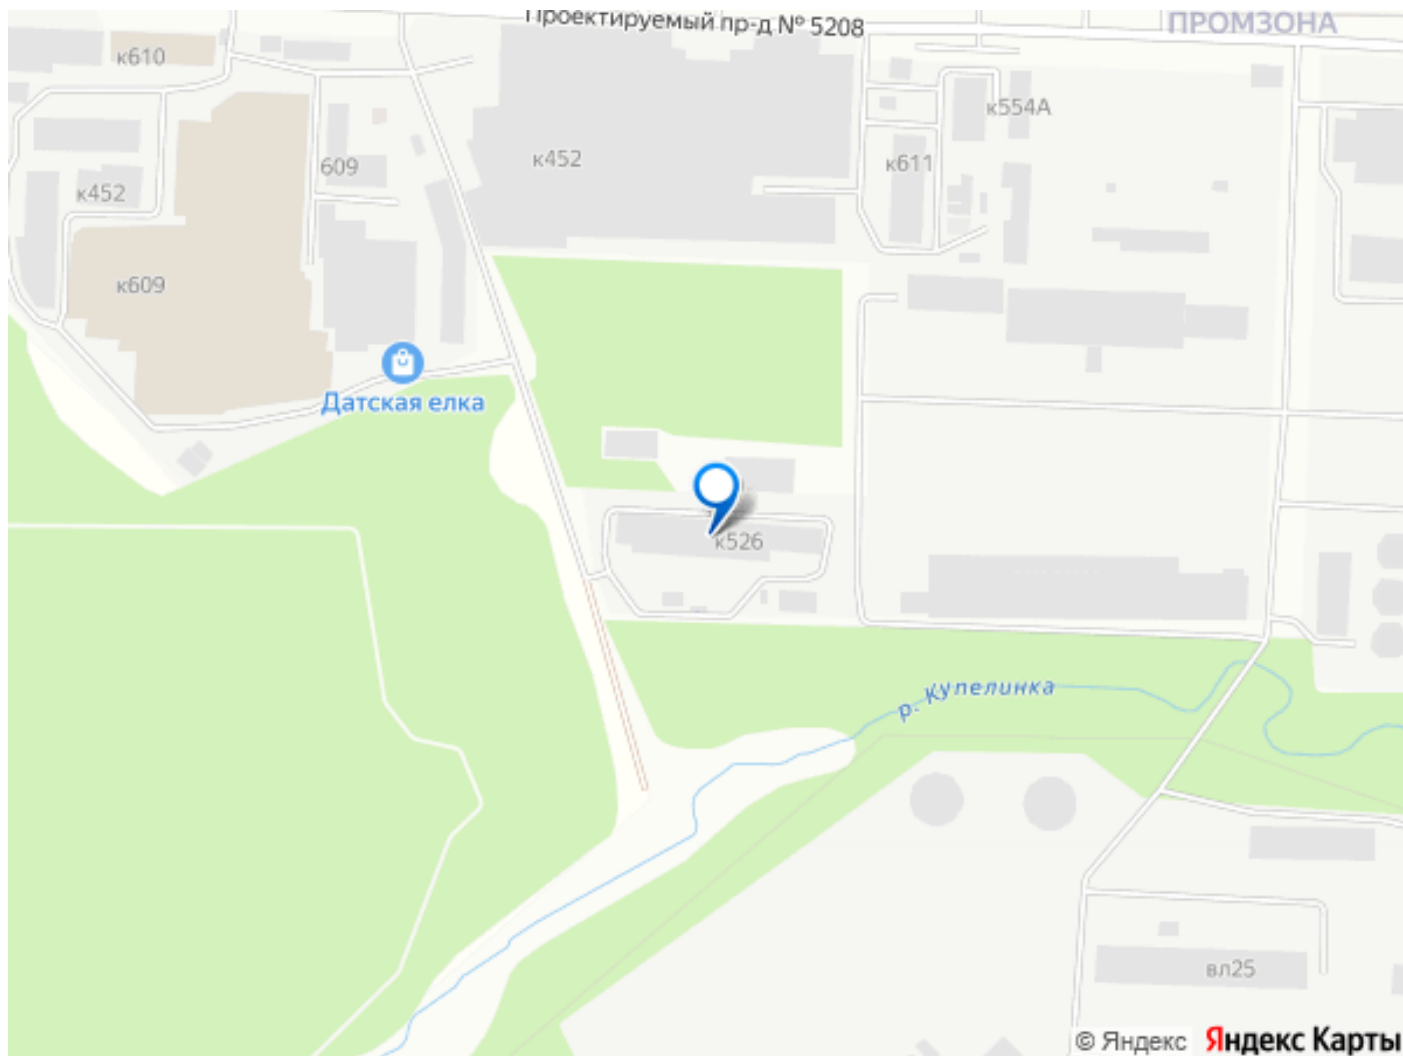 Проектируемый пр-д № 5208
ПРОМЗОНА
к610
к554А
к452
609
к611
к452
к609
Датская елка
к526
р. Купелинка
вл25
© Яндекс Яндекс Карты